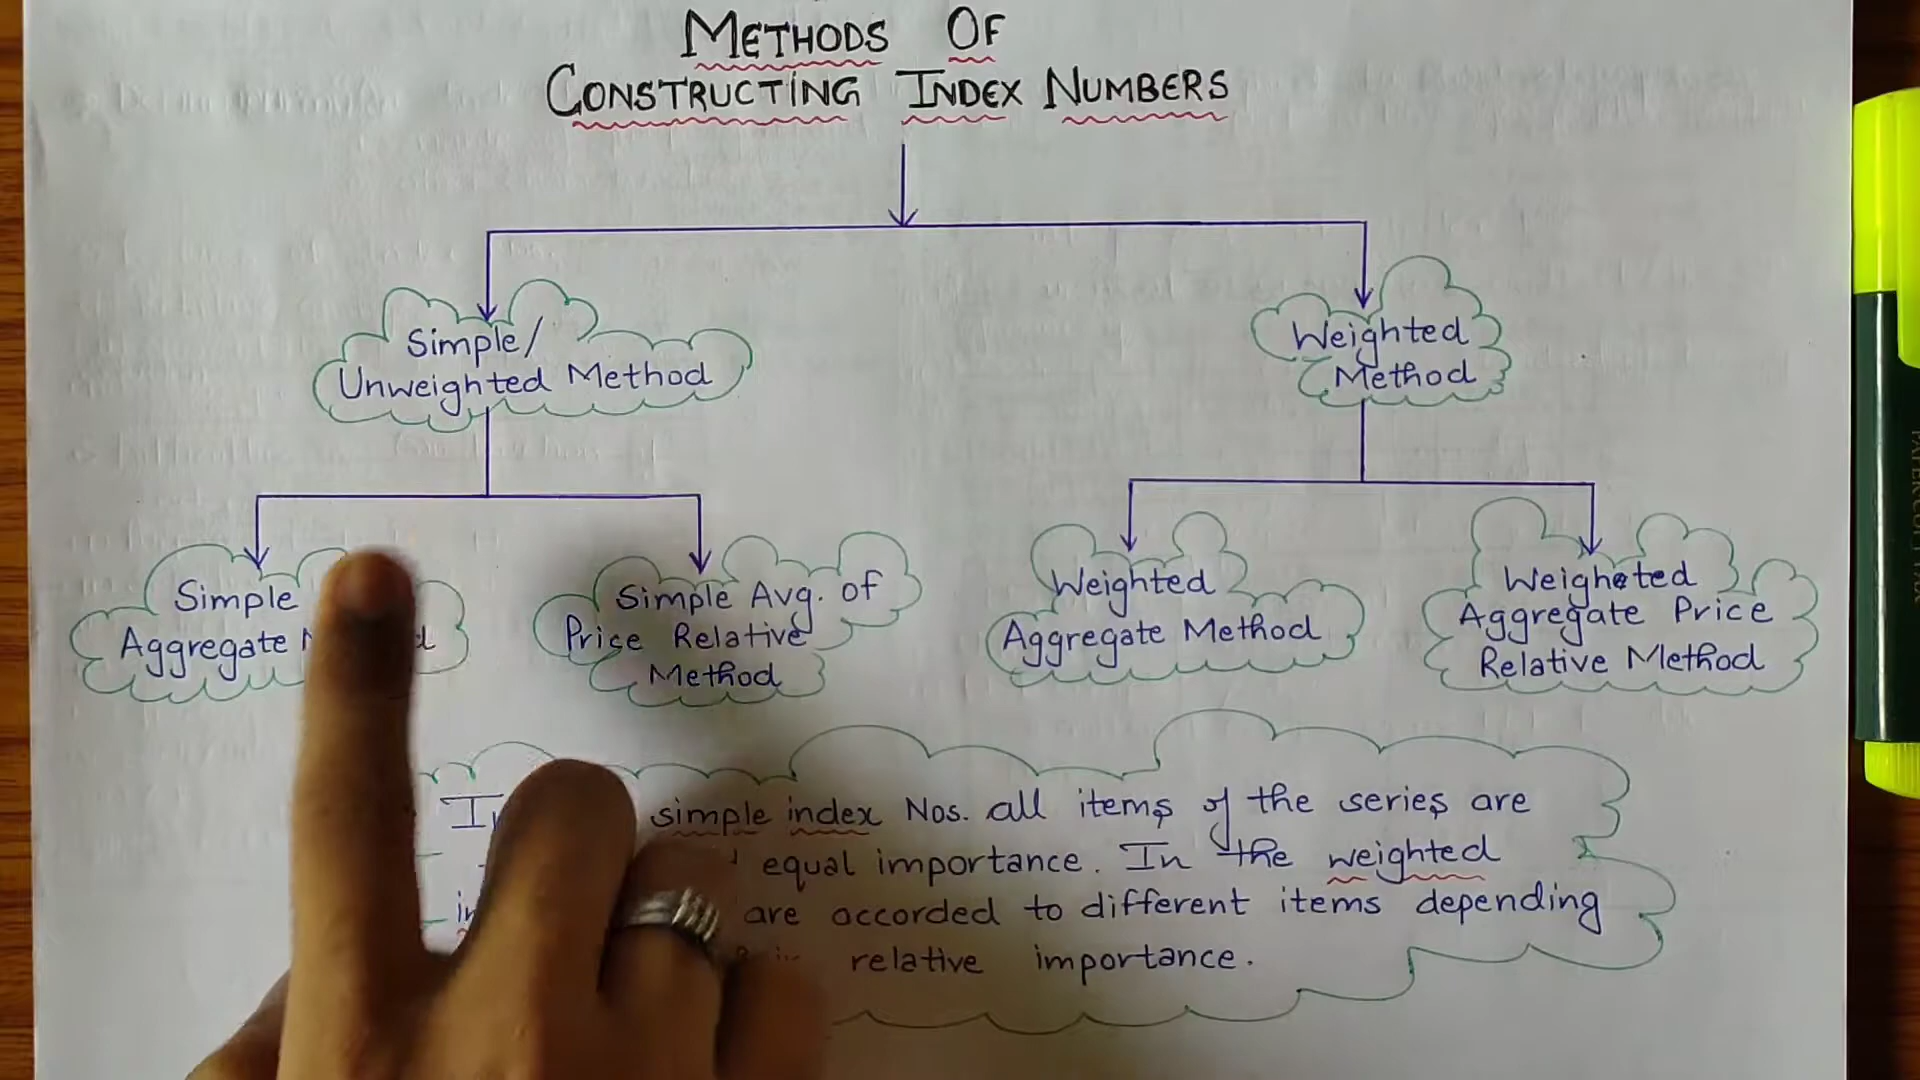 METHODS OF
CONSTRUCTING INDEX NUMBERS
Simple/
Unweighted Method
Weighted
Method
Simple
Aggregate
Simple Avg. of
Price Relative
Method
Weighted
Aggregate Method
Weigheted
Aggregate Price
Relative Method
simple index Nos. all items of the series are
equal importance. In the weighted
are accorded to different items depending
relative importance.